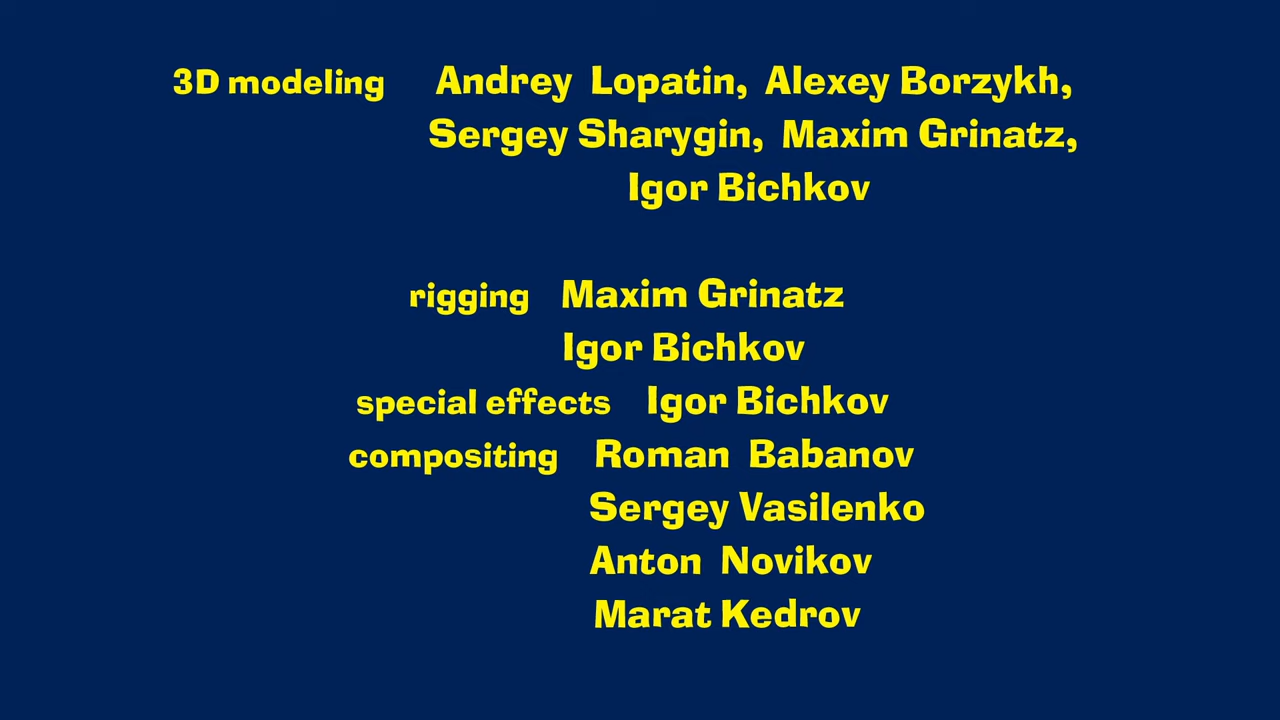 3D modeling Andrey Lopatin, Alexey Borzykh,
Sergey Sharygin, Maxim Grinatz,
Igor Bichkov
rigging Maxim Grinatz
Igor Bichkov
special effects Igor Bichkov
compositing Roman Babanov
Sergey Vasilenko
Anton Novikov
Marat Kedrov